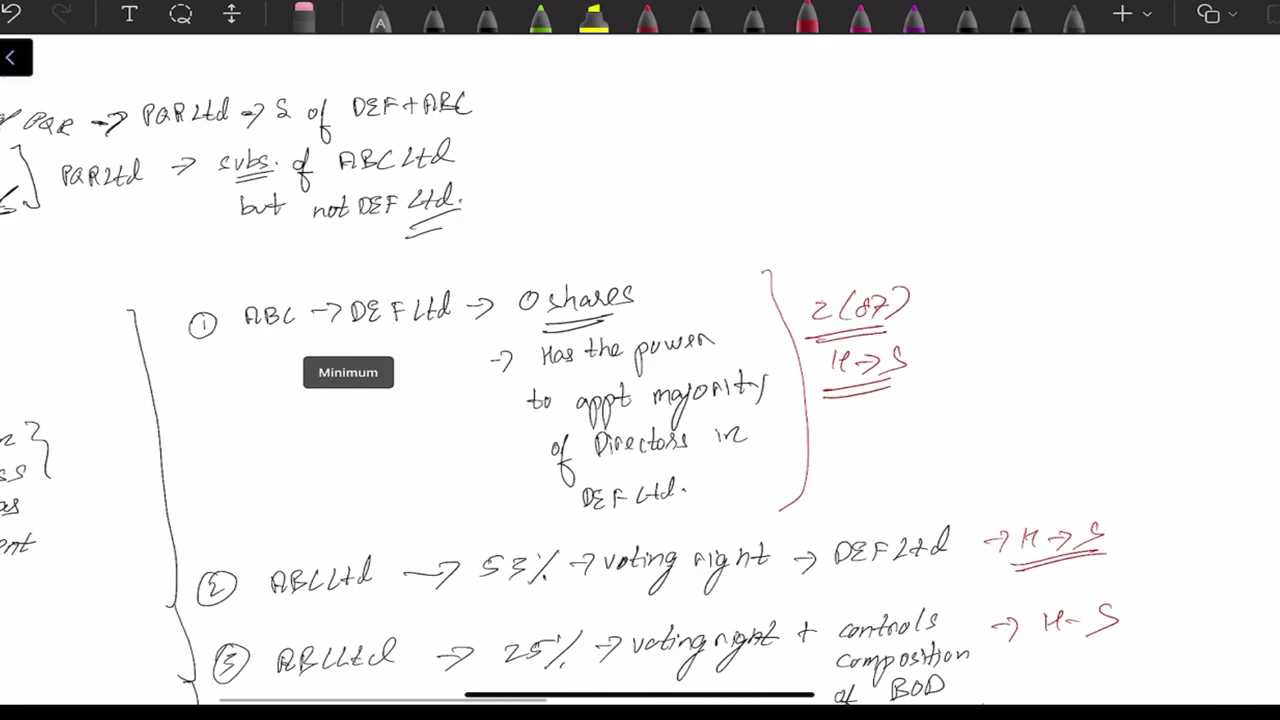 T
A
PQR → PQR Ltd → S of DEF + ABC
PQR Ltd → subs. of ABC Ltd
but not DEF Ltd.
① ABC → DEF Ltd → 0 shares
2(87)
→ Has the power
H → S
Minimum
to appt majority
of Directors in
DEF Ltd.
② ABC Ltd → 53% → voting right → DEF Ltd → H → S
③ ABC Ltd → 25% → voting right + controls → H - S
composition
of BOD